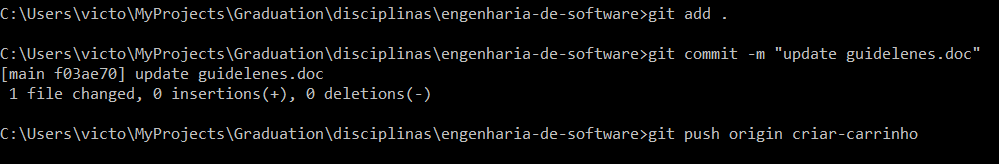 C:\Users\victo\MyProjects\Graduation\disciplinas\engenharia-de-software>git add .
C:\Users\victo\MyProjects\Graduation\disciplinas\engenharia-de-software>git commit -m "update guidelenes.doc"
[main f03ae70] update guidelenes.doc
 1 file changed, 0 insertions(+), 0 deletions(-)
C:\Users\victo\MyProjects\Graduation\disciplinas\engenharia-de-software>git push origin criar-carrinho